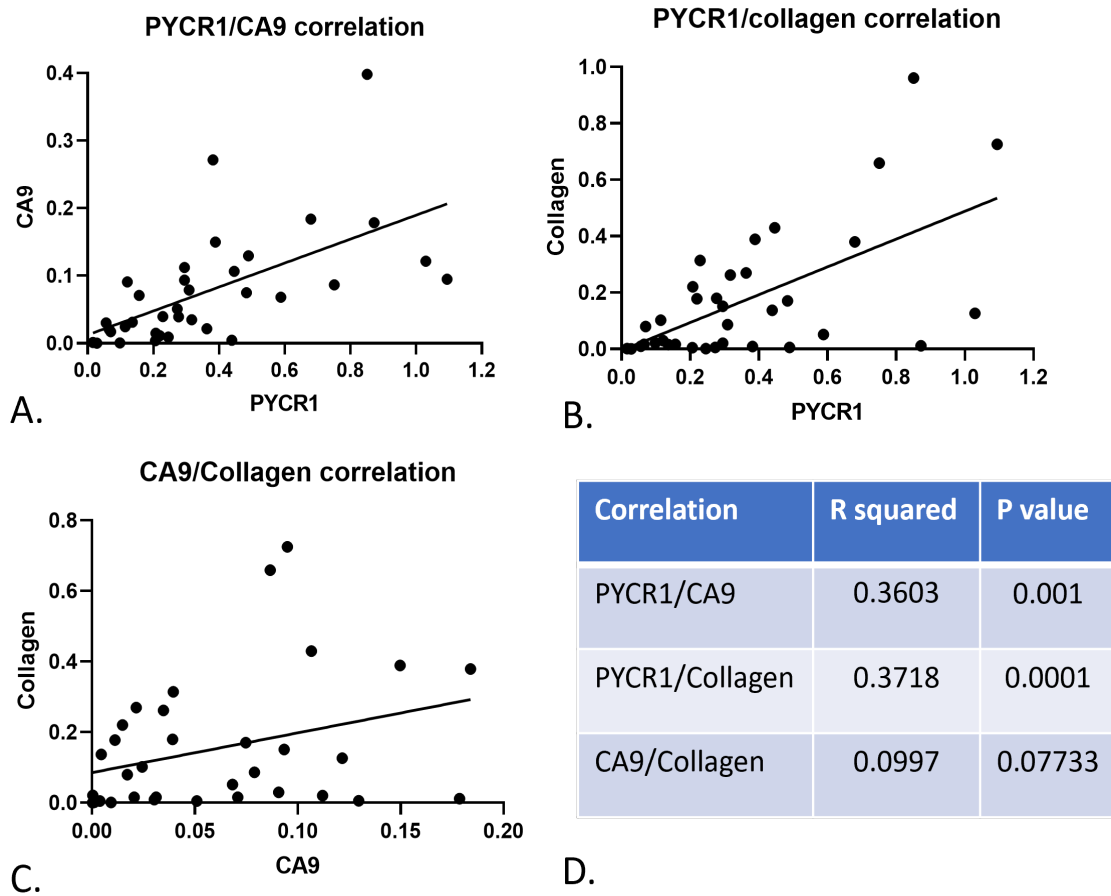 PYCR1/CA9 correlation
CA9
0.4
0.3
0.2
0.1
0.0
0.0 0.2 0.4 0.6 0.8 1.0 1.2
PYCR1
A.
PYCR1/collagen correlation
Collagen
1.0
0.8
0.6
0.4
0.2
0.0
0.0 0.2 0.4 0.6 0.8 1.0 1.2
PYCR1
B.
CA9/Collagen correlation
Collagen
0.8
0.6
0.4
0.2
0.0
0.00 0.05 0.10 0.15 0.20
CA9
C.
Correlation R squared P value
PYCR1/CA9 0.3603 0.001
PYCR1/Collagen 0.3718 0.0001
CA9/Collagen 0.0997 0.07733
D.